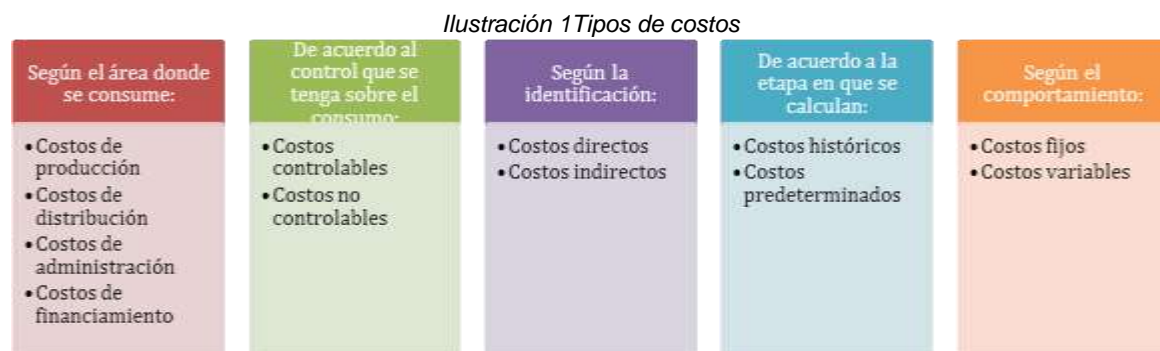 Ilustración 1Tipos de costos
Según el área donde
se consume:
•Costos de
producción
•Costos de
distribución
•Costos de
administración
•Costos de
financiamiento
De acuerdo al
control que se
tenga sobre el
consumo:
•Costos
controlables
•Costos no
controlables
Según la
identificación:
•Costos directos
•Costos indirectos
De acuerdo a la
etapa en que se
calculan:
•Costos históricos
•Costos
predeterminados
Según el
comportamiento:
•Costos fijos
•Costos variables